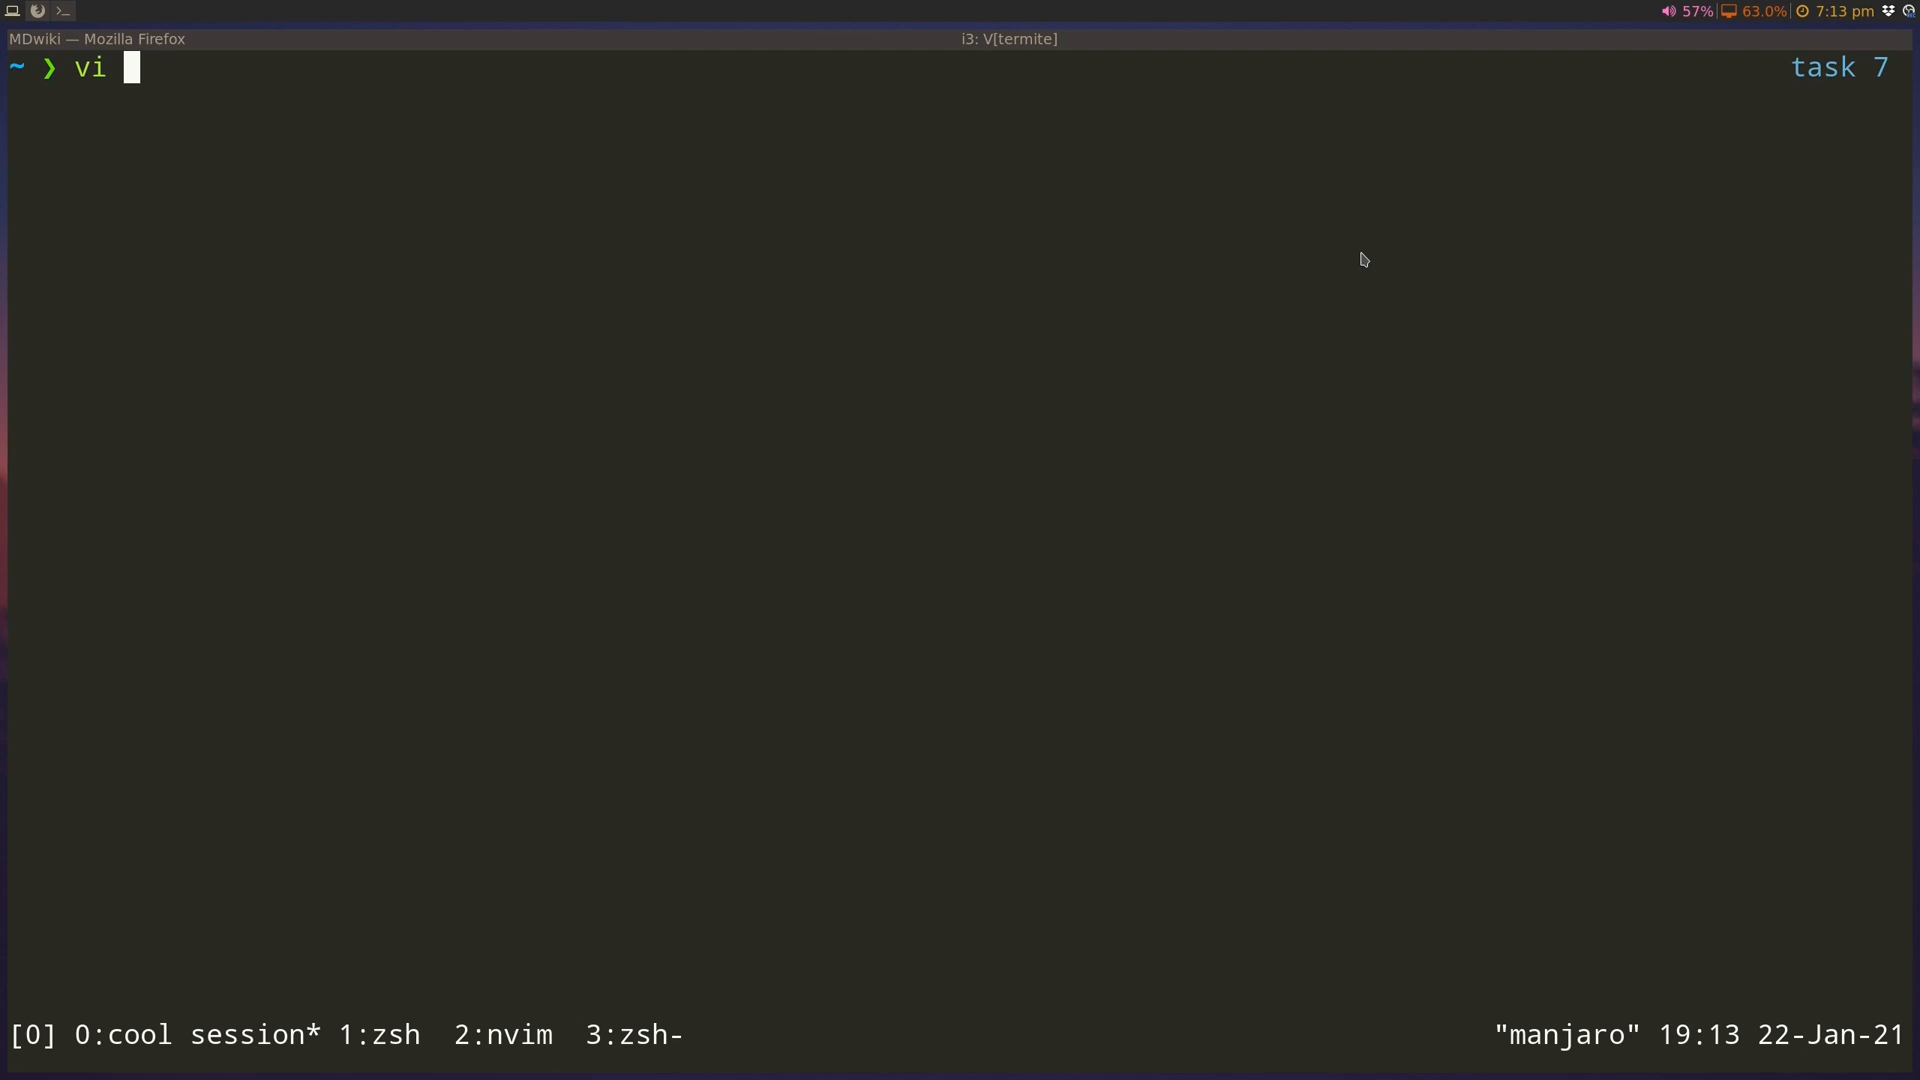 57% 63.0% 7:13 pm
MDwiki — Mozilla Firefox i3: V[termite]
~ ❯ vi task 7
[0] 0:cool session* 1:zsh 2:nvim 3:zsh- "manjaro" 19:13 22-Jan-21